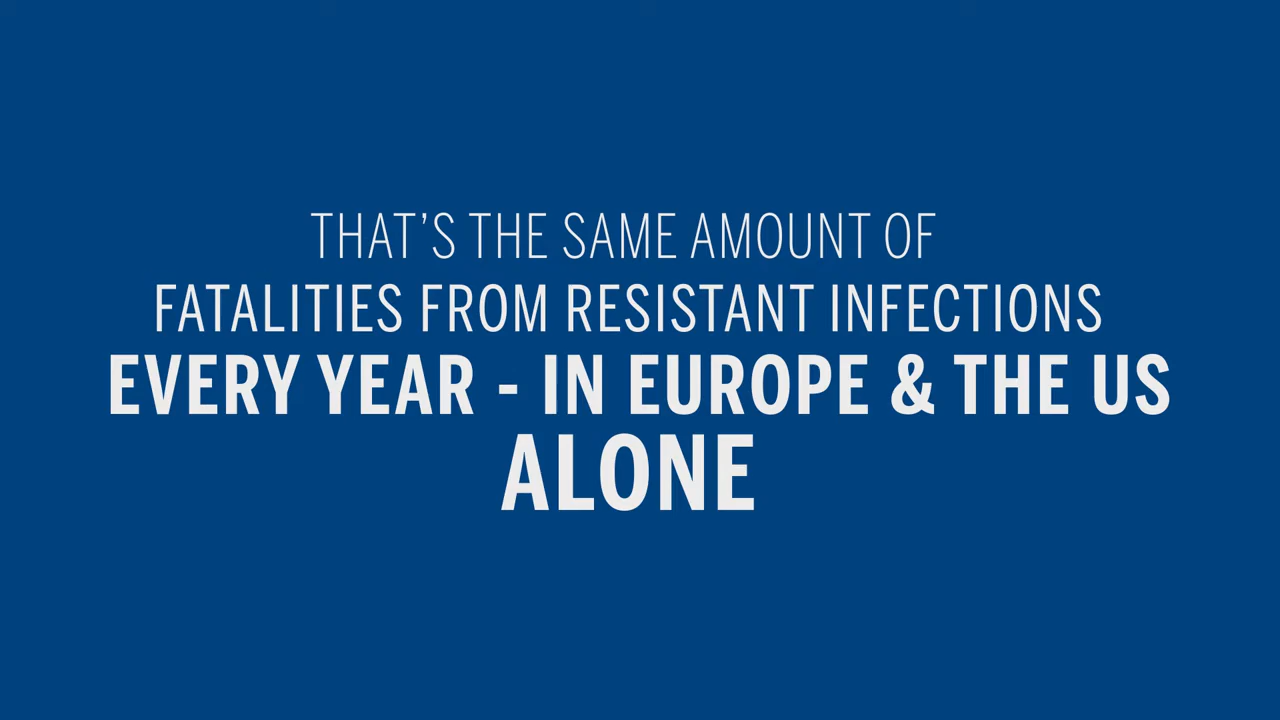 THAT'S THE SAME AMOUNT OF
FATALITIES FROM RESISTANT INFECTIONS
EVERY YEAR - IN EUROPE & THE US
ALONE